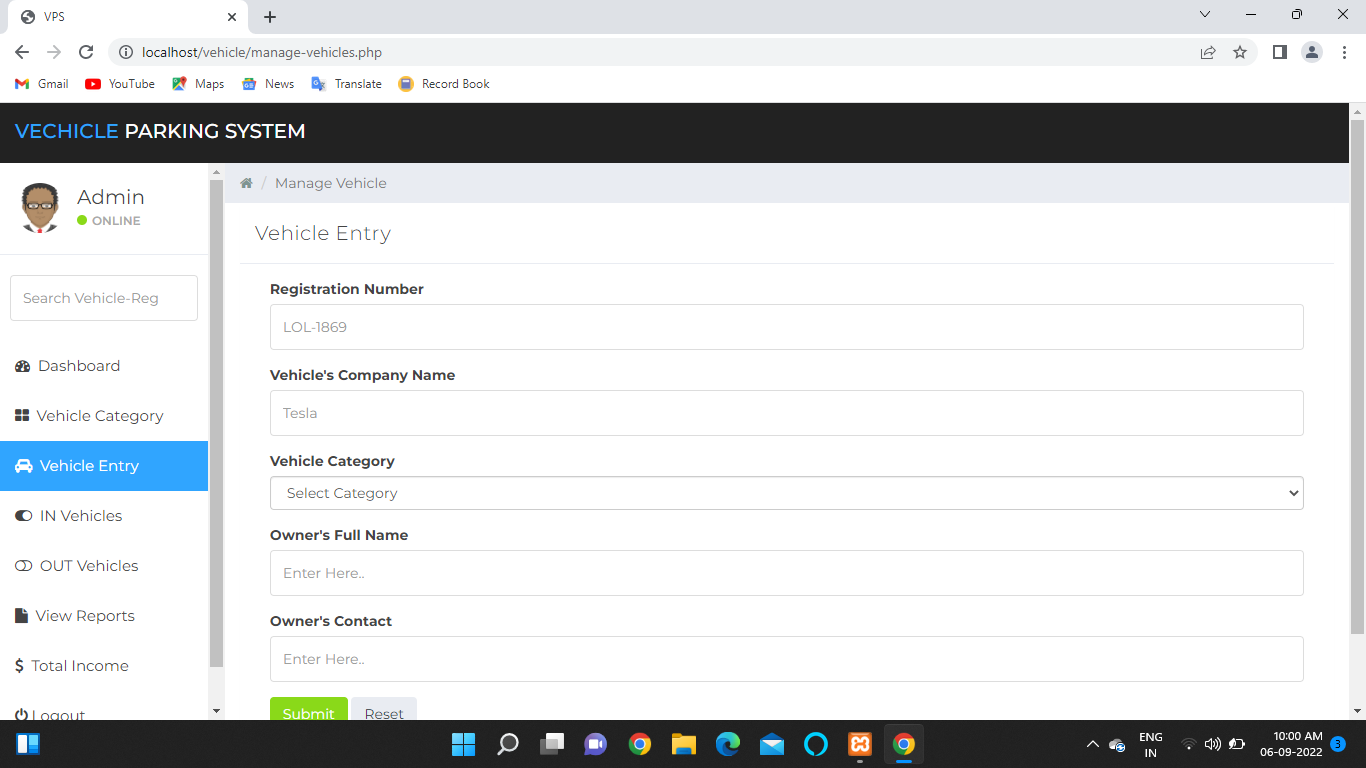 VPS
localhost/vehicle/manage-vehicles.php
Gmail YouTube Maps News Translate Record Book
VECHICLE PARKING SYSTEM
Admin
ONLINE
Search Vehicle-Reg
Dashboard
Vehicle Category
Vehicle Entry
IN Vehicles
OUT Vehicles
View Reports
Total Income
Logout
/ Manage Vehicle
Vehicle Entry
Registration Number
LOL-1869
Vehicle's Company Name
Tesla
Vehicle Category
Select Category
Owner's Full Name
Enter Here..
Owner's Contact
Enter Here..
Submit Reset
ENG
IN
10:00 AM
06-09-2022
3